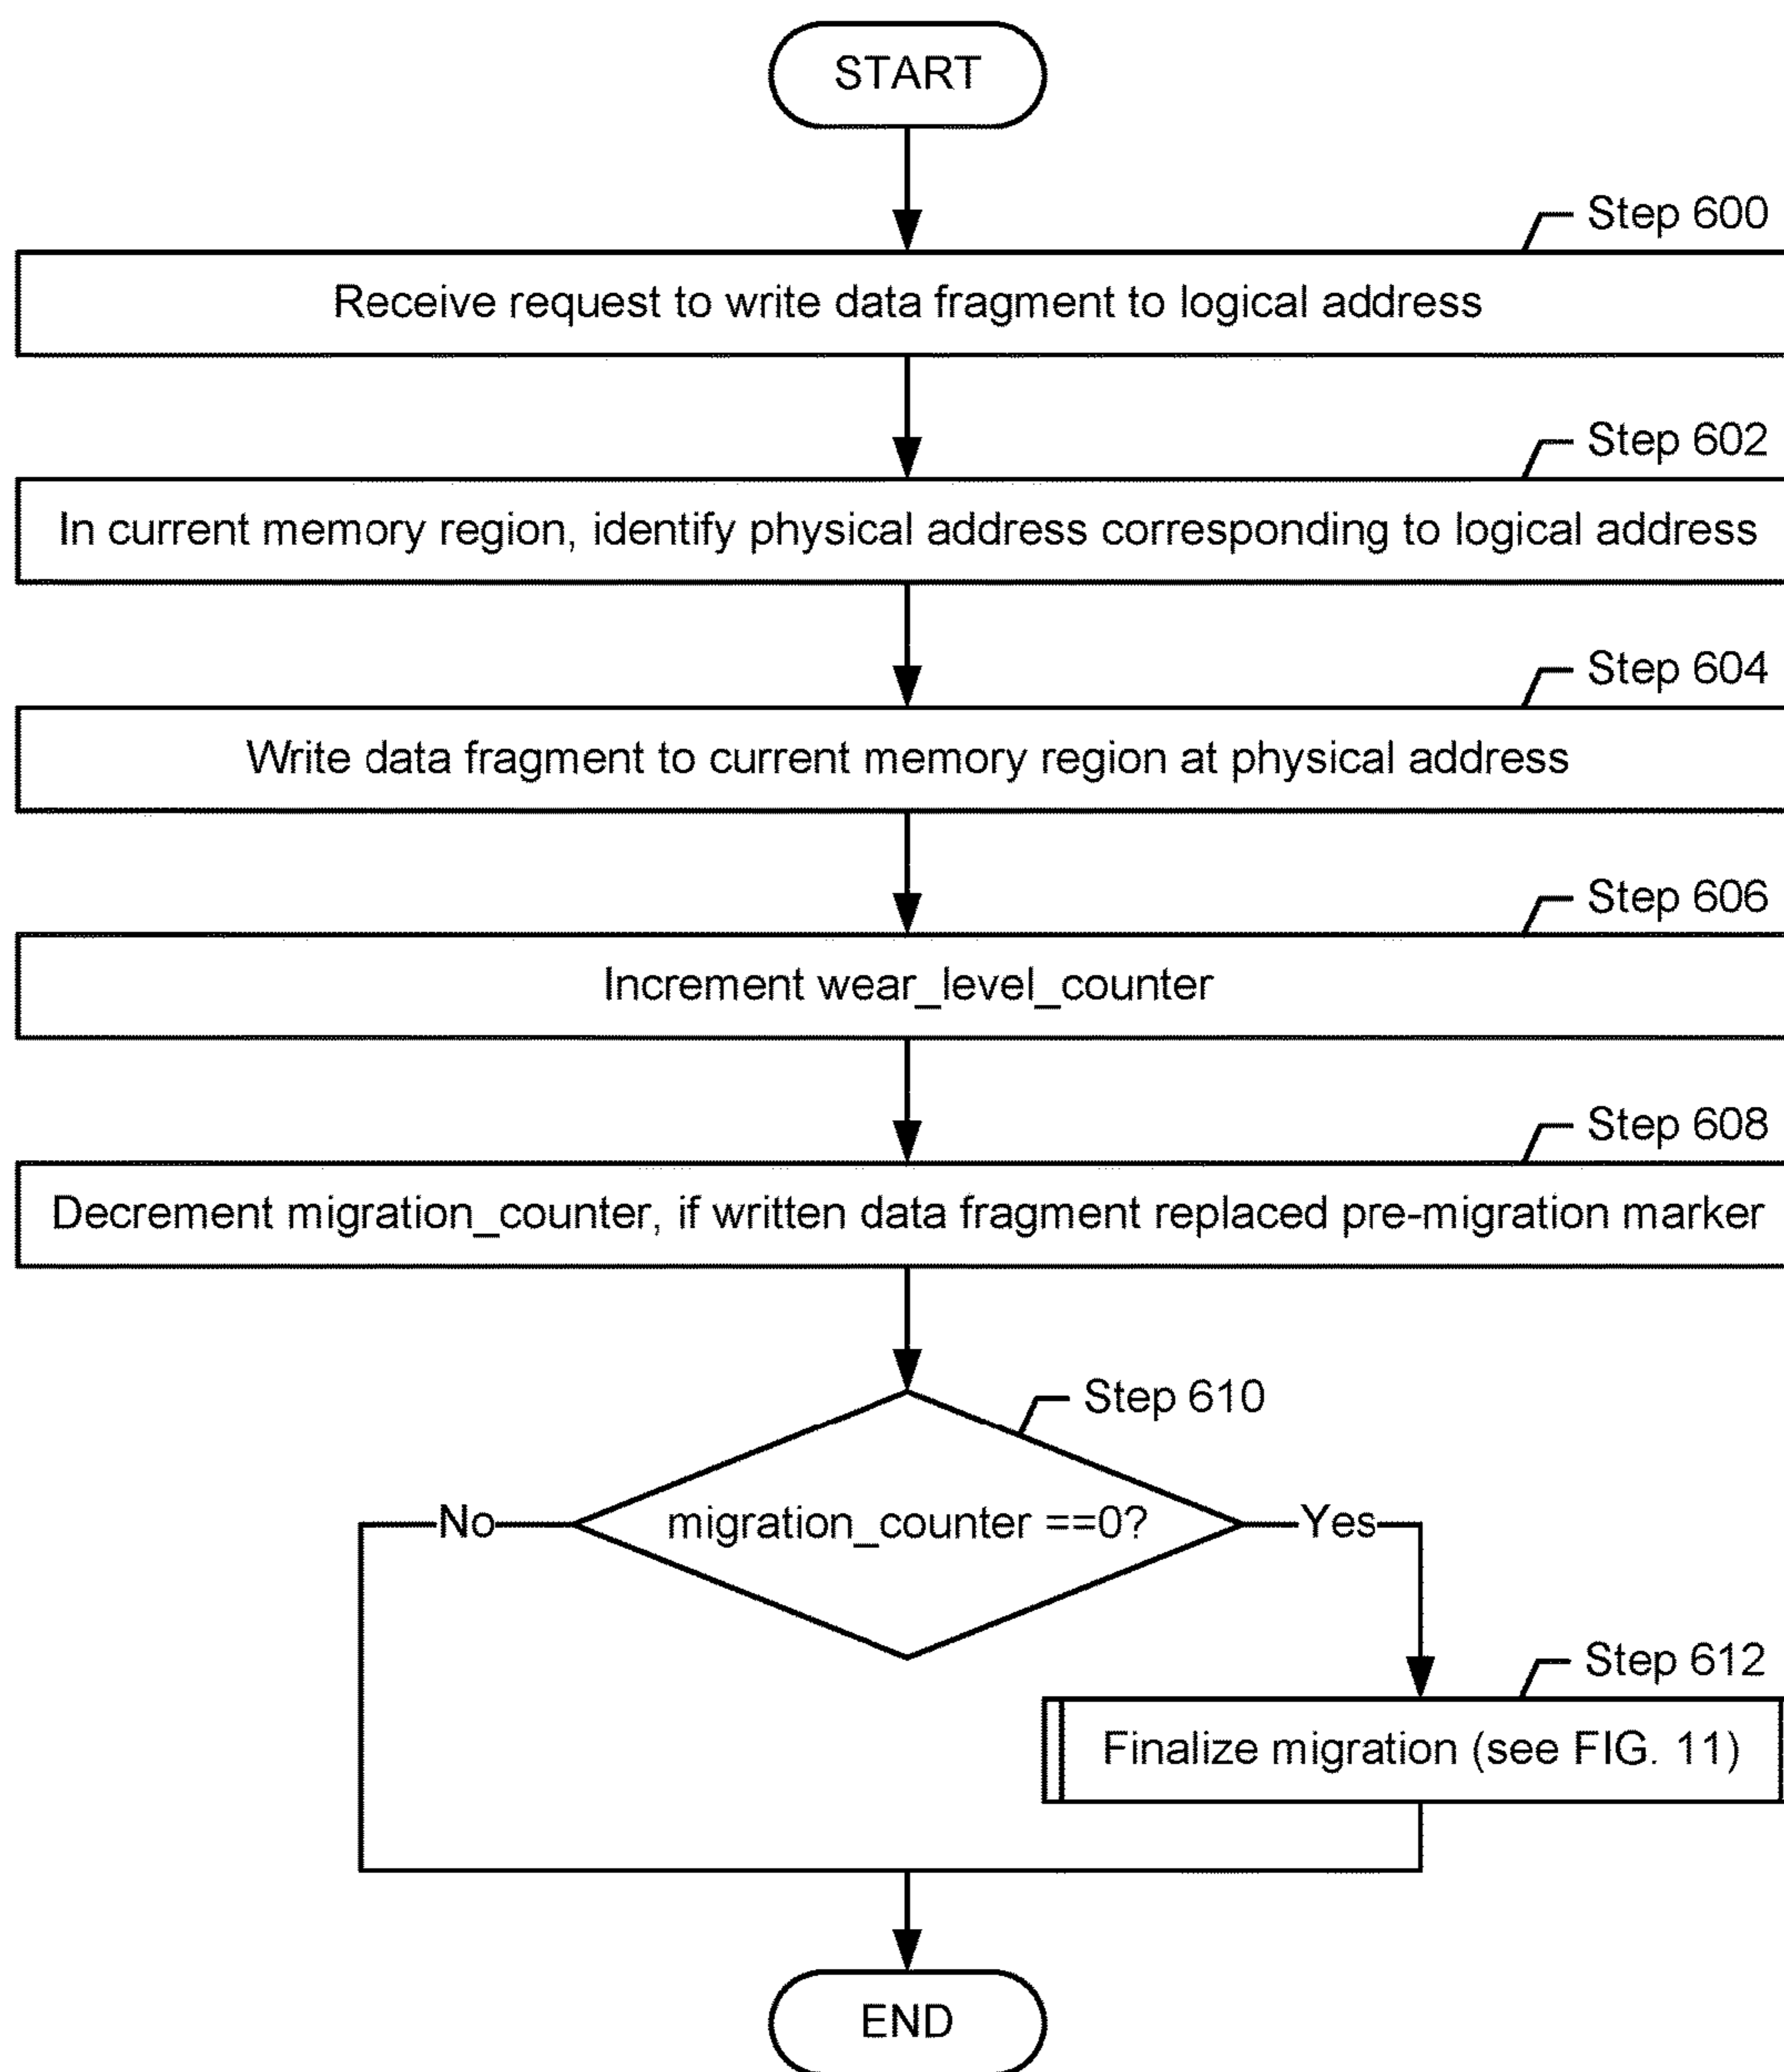 START
Step 600
Receive request to write data fragment to logical address
Step 602
In current memory region, identify physical address corresponding to logical address
Step 604
Write data fragment to current memory region at physical address
Step 606
Increment wear_level_counter
Step 608
Decrement migration_counter, if written data fragment replaced pre-migration marker
Step 610
No
migration_counter ==0?
Yes
Step 612
Finalize migration (see FIG. 11)
END